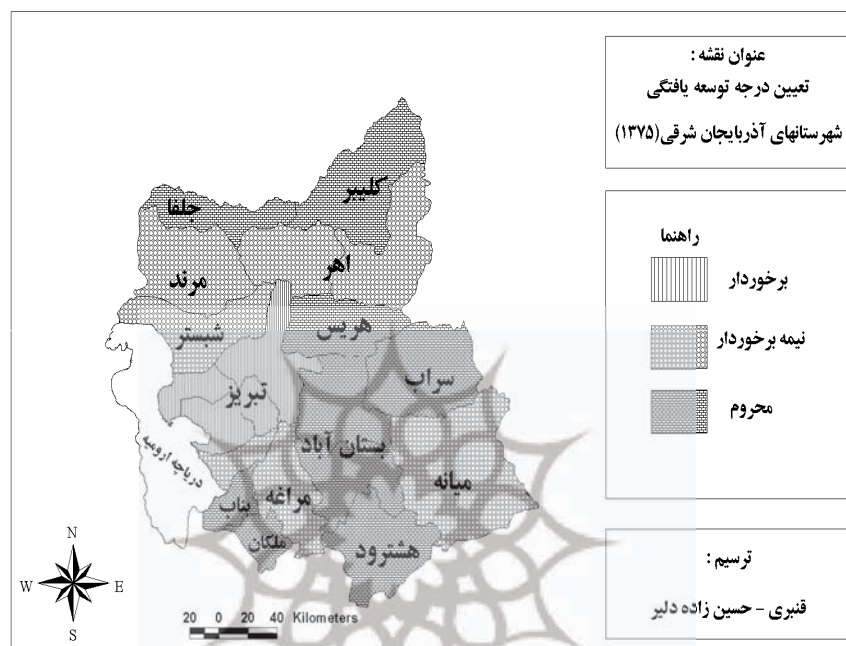 عنوان نقشه :
تعیین درجه توسعه یافتگی
شهرستانهای آذربایجان شرقی(۱۳۷۵)
راهنما
برخوردار
نیمه برخوردار
محروم
ترسیم :
قنبری - حسین زاده دلیر
کلیبر
جلفا
اهر
مرند
هریس
شبستر
سراب
تبریز
بستان آباد
میانه
دریاچه ارومیه
مراغه
بناب
ملکان
هشترود
N
W E
S
20 0 20 40 Kilometers